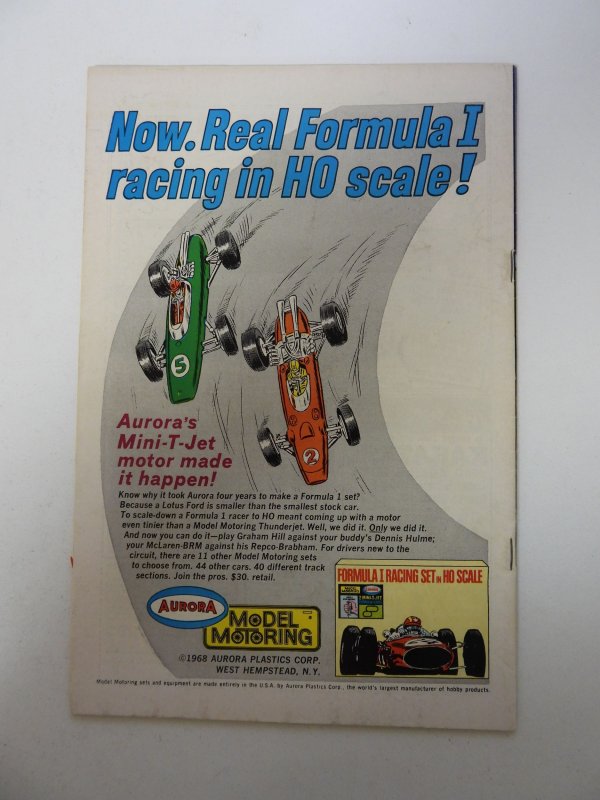 Now. Real Formula I
racing in HO scale!
5
2
Aurora's
Mini-T-Jet
motor made
it happen!
Know why it took Aurora four years to make a Formula 1 set?
Because a Lotus Ford is smaller than the smallest stock car.
To scale-down a Formula 1 racer to HO meant coming up with a motor
even tinier than a Model Motoring Thunderjet. Well, we did it. Only we did it.
And now you can do it—play Graham Hill against your buddy's Dennis Hulme;
your McLaren-BRM against his Repco-Brabham. For drivers new to the
circuit, there are 11 other Model Motoring sets
to choose from. 44 other cars. 40 different track
sections. Join the pros. $30. retail.
FORMULA I RACING SET IN HO SCALE
AURORA
MODEL
MOTORING
©1968 AURORA PLASTICS CORP.
WEST HEMPSTEAD, N.Y.
Model Motoring sets and equipment are made entirely in the U.S.A. by Aurora Plastics Corp., the world's largest manufacturer of hobby products.